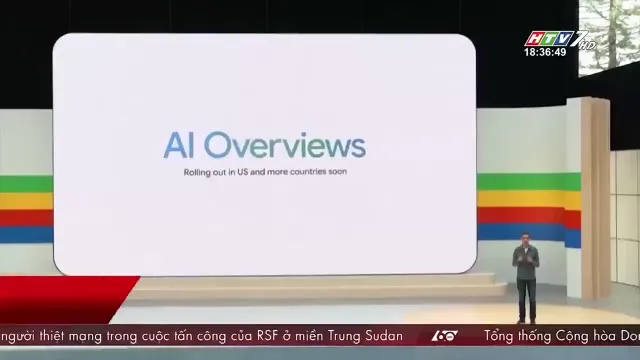 HTV7 HD
18:36:49
AI Overviews
Rolling out in US and more countries soon
người thiệt mạng trong cuộc tấn công của RSF ở miền Trung Sudan
60
Tổng thống Cộng hòa